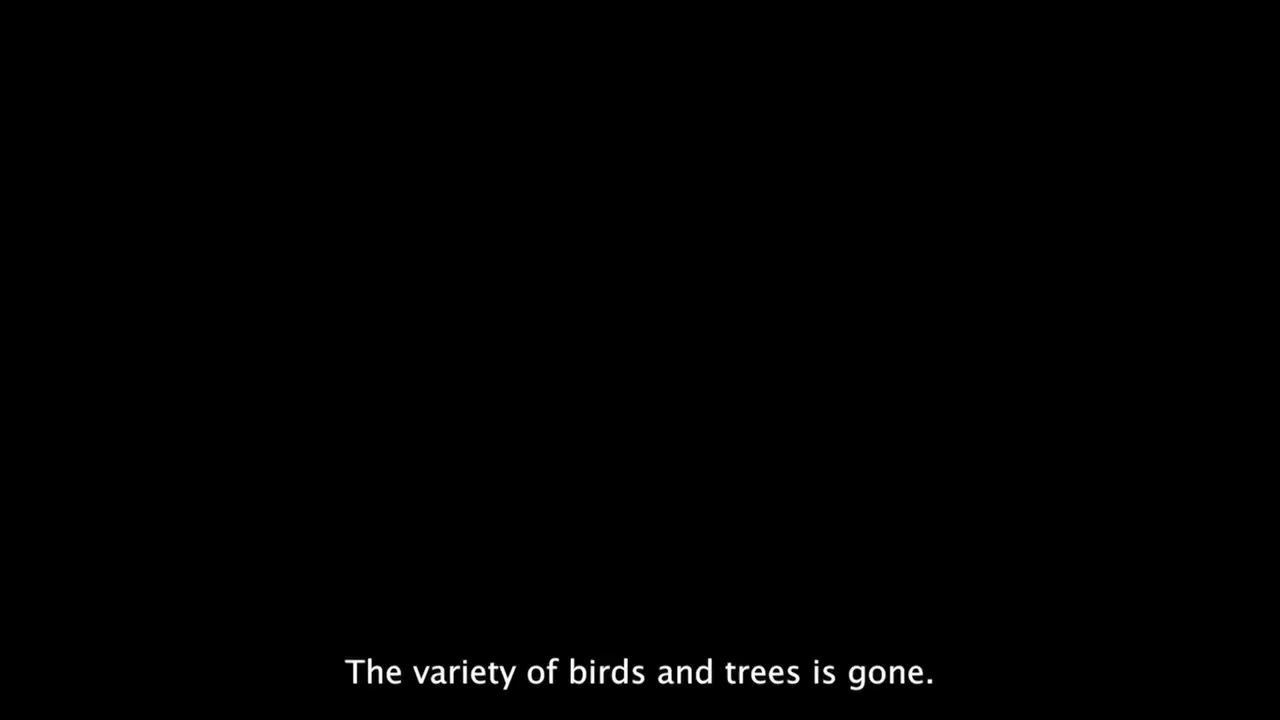 The variety of birds and trees is gone.